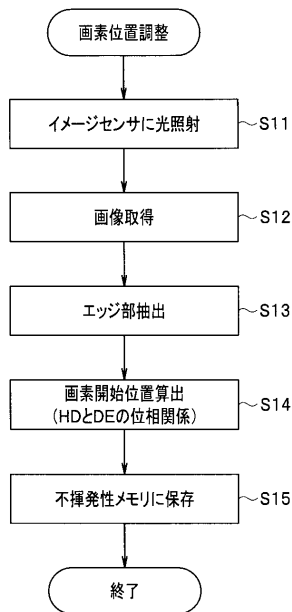 画素位置調整
イメージセンサに光照射
S11
画像取得
S12
エッジ部抽出
S13
画素開始位置算出
(HDとDEの位相関係)
S14
不揮発性メモリに保存
S15
終了